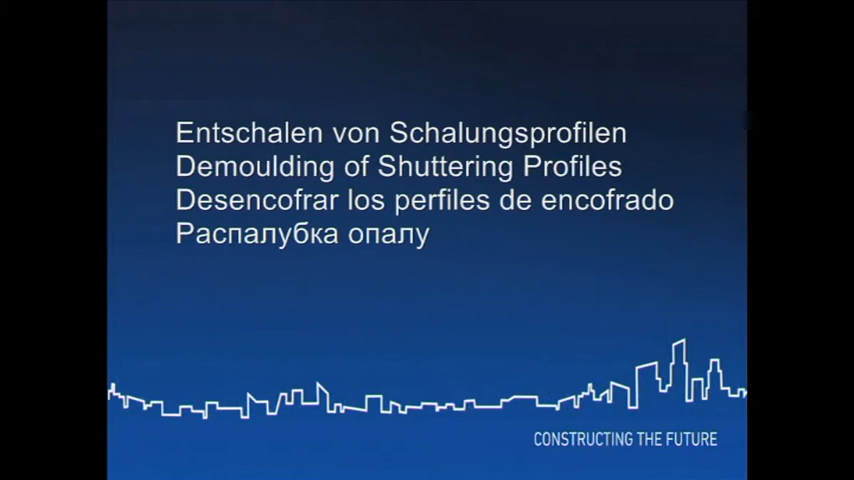 Entschalen von Schalungsprofilen
Demoulding of Shuttering Profiles
Desencofrar los perfiles de encofrado
Распалубка опалу
CONSTRUCTING THE FUTURE